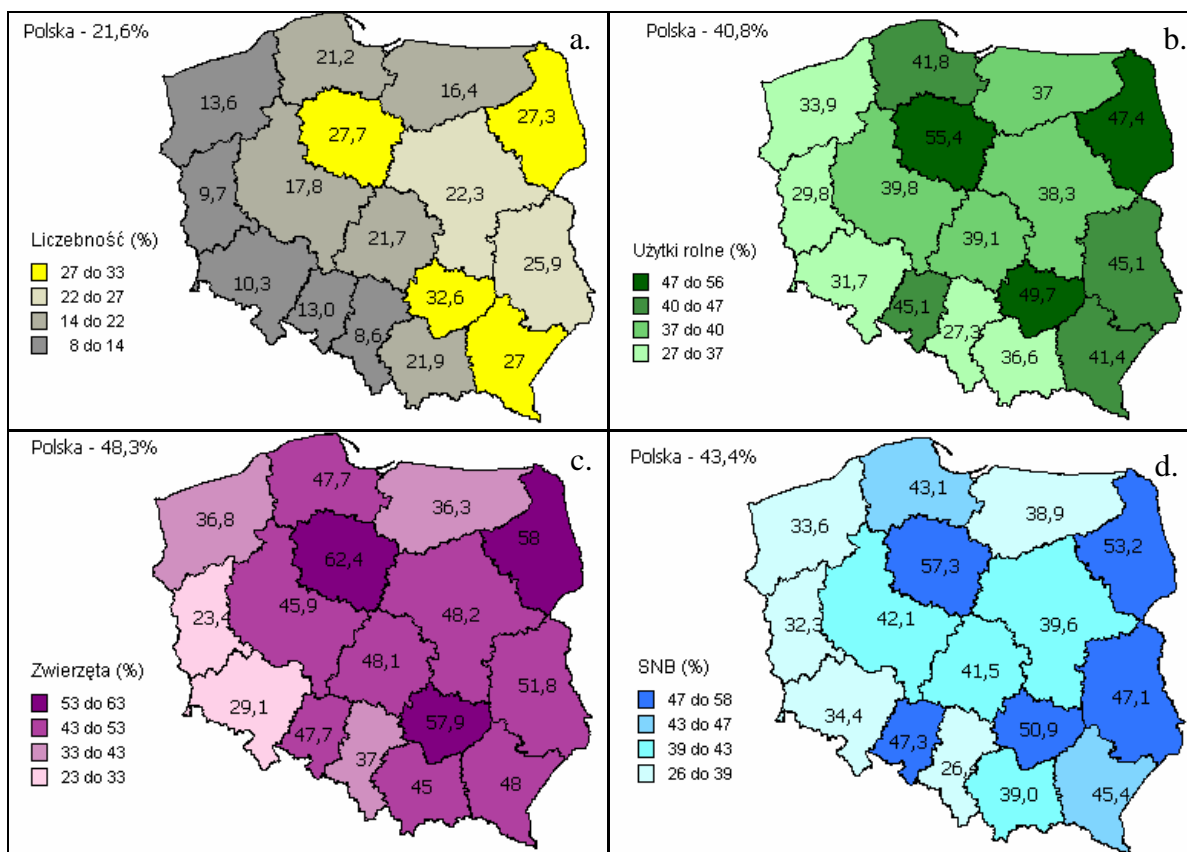 Polska - 21,6%
a.
21,2
16,4
13,6
27,3
27,7
9,7
17,8
22,3
21,7
25,9
10,3
32,6
13,0
8,6
21,9
27
Liczebność (%)
27 do 33
22 do 27
14 do 22
8 do 14
Polska - 40,8%
b.
41,8
37
33,9
47,4
55,4
29,8
39,8
38,3
39,1
45,1
31,7
49,7
45,1
27,3
36,6
41,4
Użytki rolne (%)
47 do 56
40 do 47
37 do 40
27 do 37
Polska - 48,3%
c.
47,7
36,3
36,8
58
62,4
23,4
45,9
48,2
48,1
51,8
29,1
57,9
47,7
37
45
48
Zwierzęta (%)
53 do 63
43 do 53
33 do 43
23 do 33
Polska - 43,4%
d.
43,1
38,9
33,6
53,2
57,3
32,3
42,1
39,6
41,5
47,1
34,4
50,9
47,3
39,0
45,4
SNB (%)
47 do 58
43 do 47
39 do 43
26 do 39